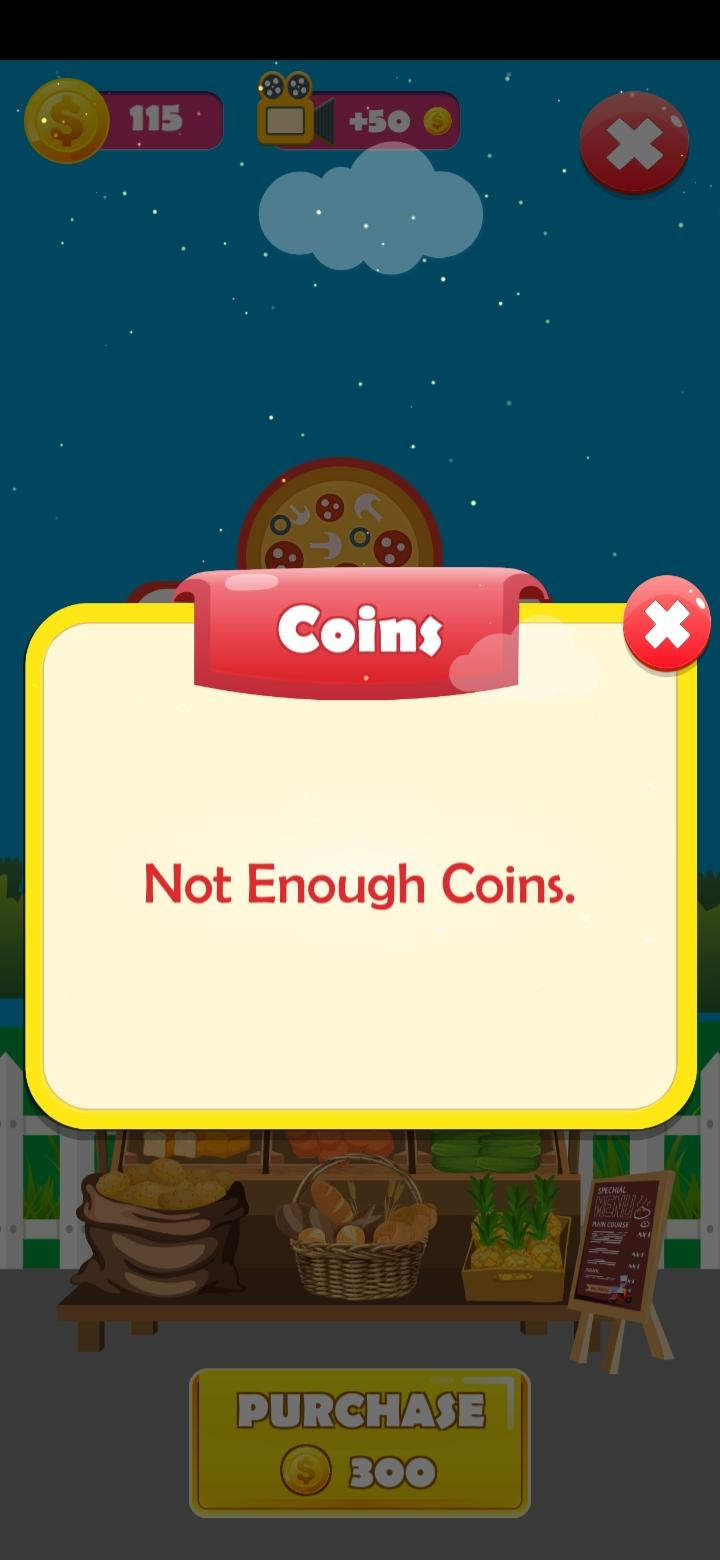 115
+50
Coins
Not Enough Coins.
SPECHIAL
MENU
MAIN COURSE
PURCHASE
300